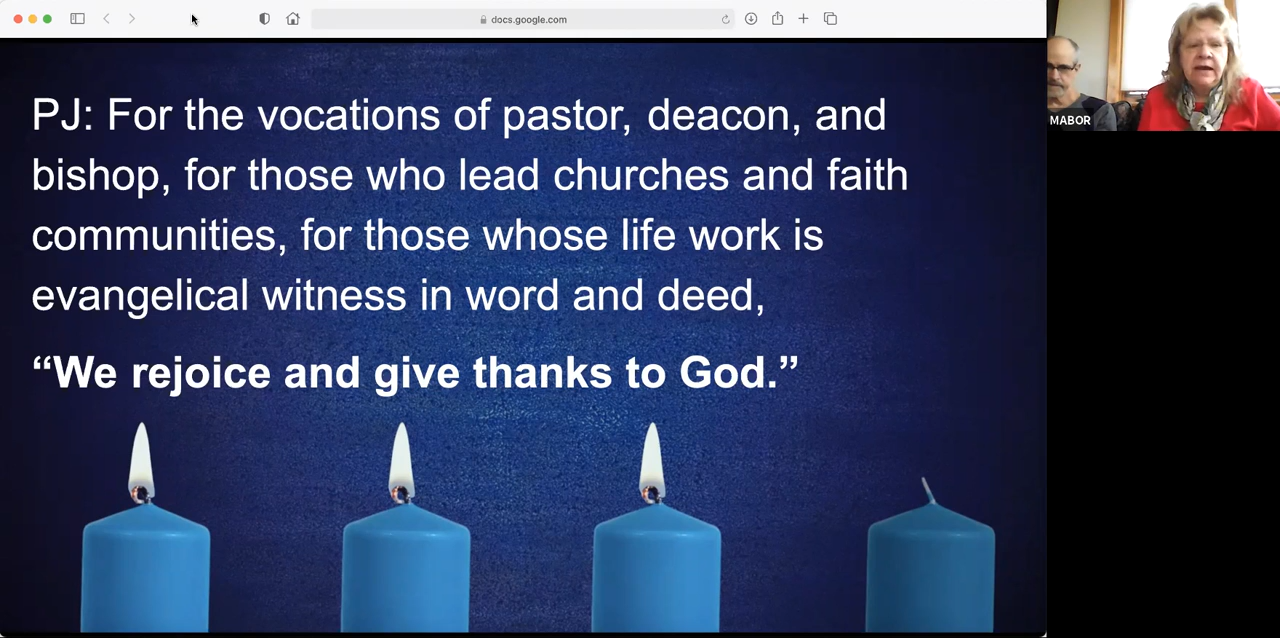 docs.google.com
PJ: For the vocations of pastor, deacon, and
bishop, for those who lead churches and faith
communities, for those whose life work is
evangelical witness in word and deed,
“We rejoice and give thanks to God.”
MABOR